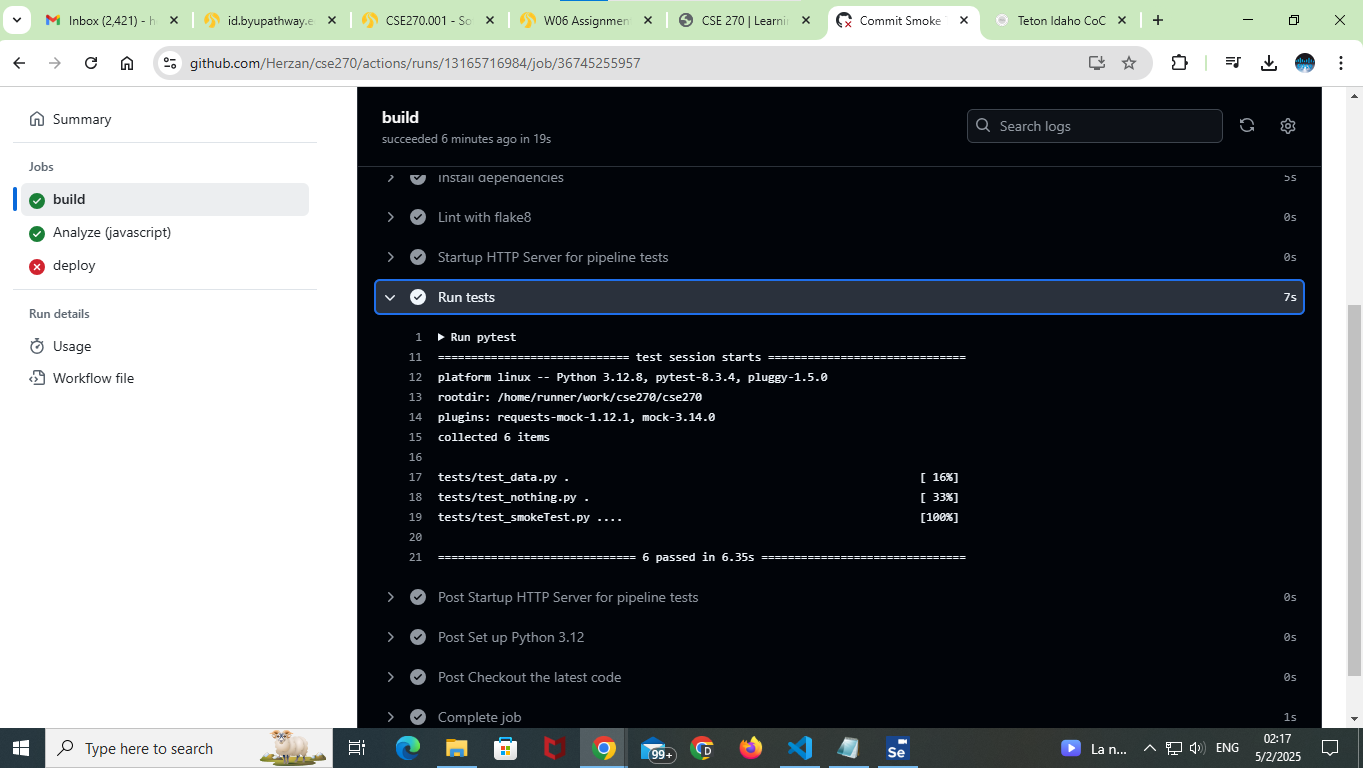 Inbox (2,421) - h
id.byupathway.e
CSE270.001 - So
W06 Assignmen
CSE 270 | Learni
Commit Smoke
Teton Idaho CoC
github.com/Herzan/cse270/actions/runs/13165716984/job/36745255957
Summary
Jobs
build
Analyze (javascript)
deploy
Run details
Usage
Workflow file
build
succeeded 6 minutes ago in 19s
Search logs
Install dependencies 5s
Lint with flake8 0s
Startup HTTP Server for pipeline tests 0s
Run tests 7s
1 Run pytest
11 ============================= test session starts ==============================
12 platform linux -- Python 3.12.8, pytest-8.3.4, pluggy-1.5.0
13 rootdir: /home/runner/work/cse270/cse270
14 plugins: requests-mock-1.12.1, mock-3.14.0
15 collected 6 items
16
17 tests/test_data.py . [ 16%]
18 tests/test_nothing.py . [ 33%]
19 tests/test_smokeTest.py .... [100%]
20
21 ============================== 6 passed in 6.35s ===============================
Post Startup HTTP Server for pipeline tests 0s
Post Set up Python 3.12 0s
Post Checkout the latest code 0s
Complete job 1s
Type here to search
99+
D
Se
La n...
ENG
02:17
5/2/2025